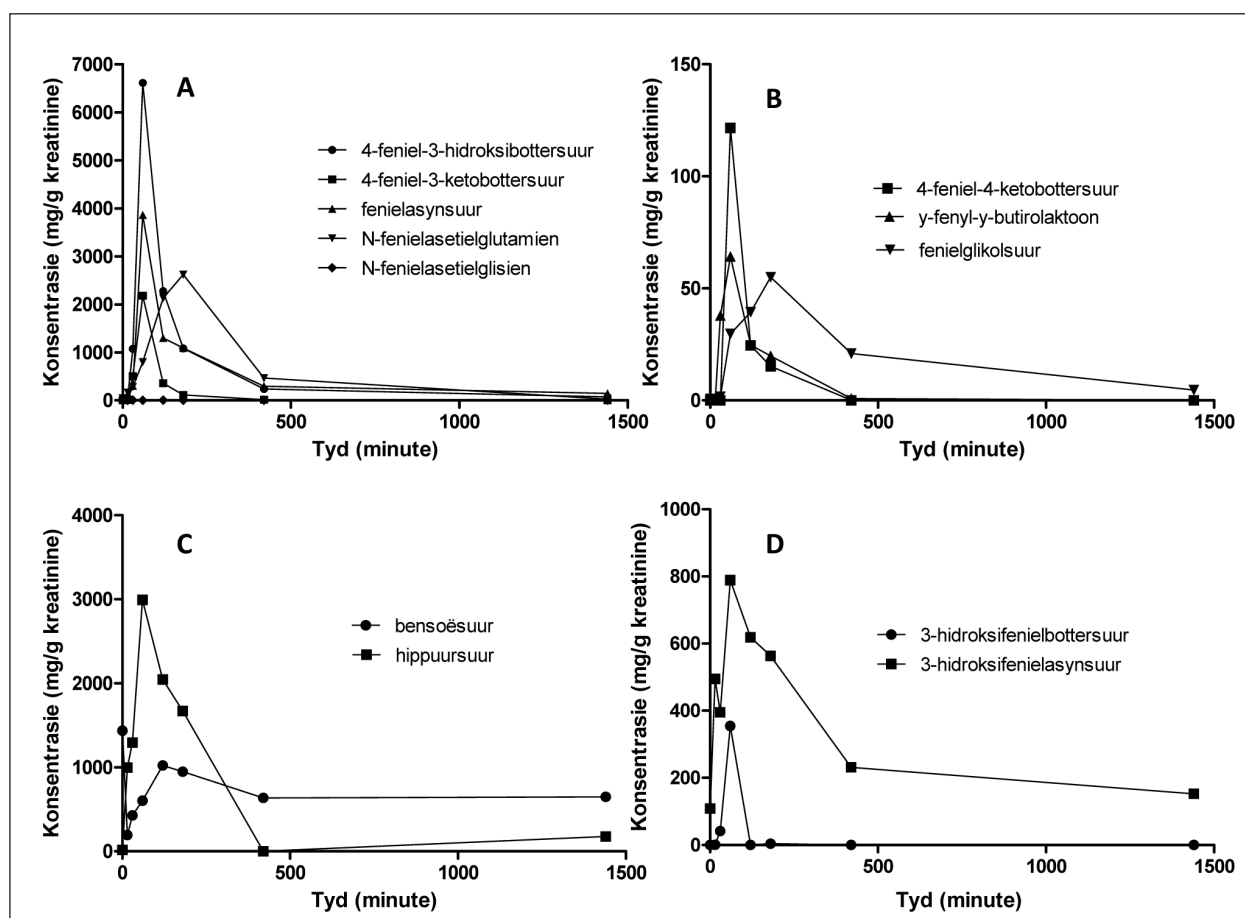 A
Konsentrasie (mg/g kreatinine)
7000
6000
5000
4000
3000
2000
1000
0
4-feniel-3-hidroksibottersuur
4-feniel-3-ketobottersuur
fenielasynsuur
N-fenielasetielglutamien
N-fenielasetielglisien
0 500 1000 1500
Tyd (minute)
B
Konsentrasie (mg/g kreatinine)
150
100
50
0
4-feniel-4-ketobottersuur
y-fenyl-y-butirolaktoon
fenielglikolsuur
0 500 1000 1500
Tyd (minute)
C
Konsentrasie (mg/g kreatinine)
4000
3000
2000
1000
0
bensoësuur
hippuursuur
0 500 1000 1500
Tyd (minute)
D
Konsentrasie (mg/g kreatinine)
1000
800
600
400
200
0
3-hidroksifenielbottersuur
3-hidroksifenielasynsuur
0 500 1000 1500
Tyd (minute)